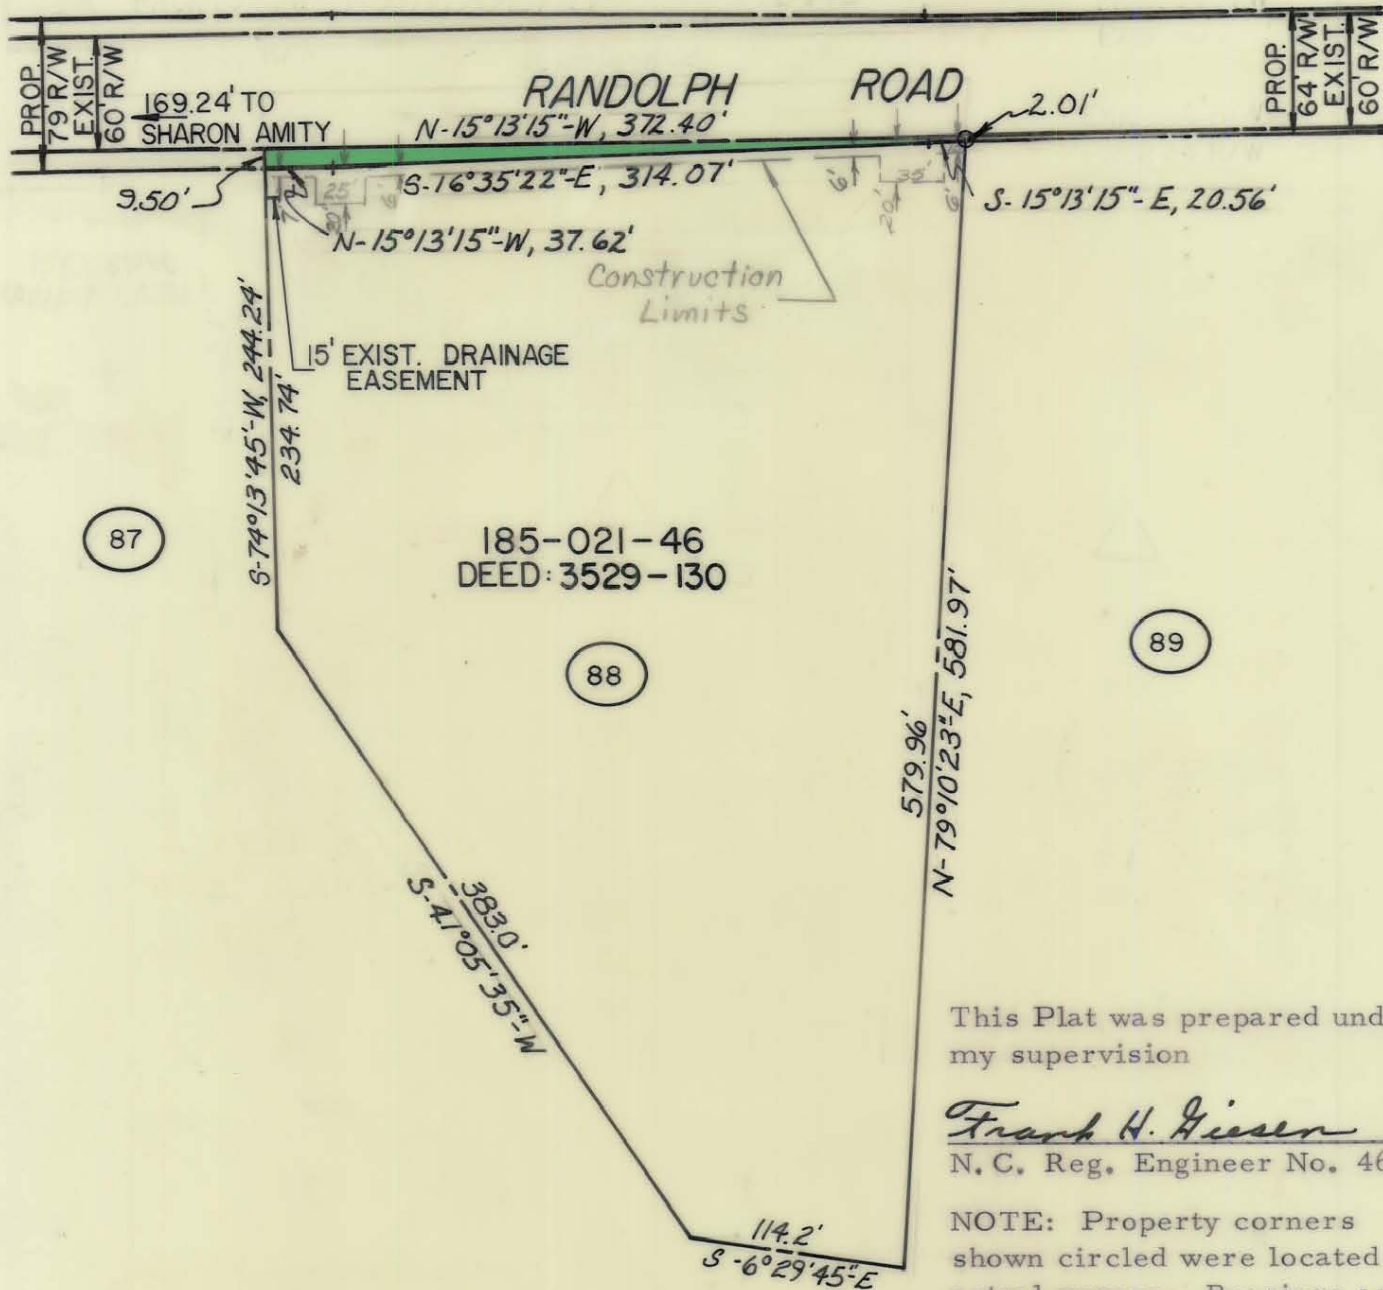 PROP.
79' R/W
EXIST.
60' R/W
169.24' TO
SHARON AMITY
RANDOLPH ROAD
N-15°13'15"-W, 372.40'
2.01'
PROP.
64' R/W
EXIST.
60' R/W
9.50'
S-16°35'22"-E, 314.07'
S-15°13'15"-E, 20.56'
25'
20'
6'
6'
35'
20'
6'
N-15°13'15"-W, 37.62'
Construction
Limits
15' EXIST. DRAINAGE
EASEMENT
S-74°13'45"-W, 244.24'
234.74'
87
185-021-46
DEED: 3529-130
88
89
579.96'
N-79°10'23"-E, 581.97'
383.0'
S-41°05'35"-W
114.2'
S-6°29'45"-E
This Plat was prepared und
my supervision
Frank H. Giesen
N. C. Reg. Engineer No. 46
NOTE: Property corners
shown circled were located